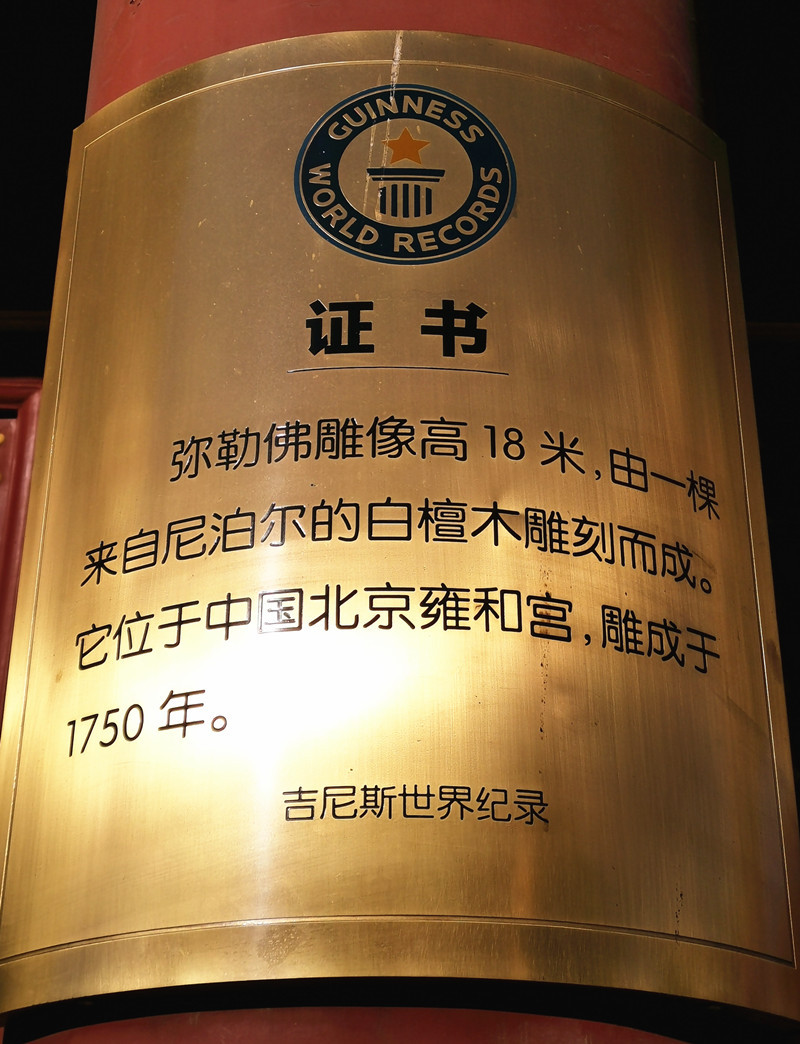 GUINNESS
WORLD RECORDS
证书
弥勒佛雕像高 18 米，由一棵
来自尼泊尔的白檀木雕刻而成。
它位于中国北京雍和宫，雕成于
1750 年。
吉尼斯世界纪录